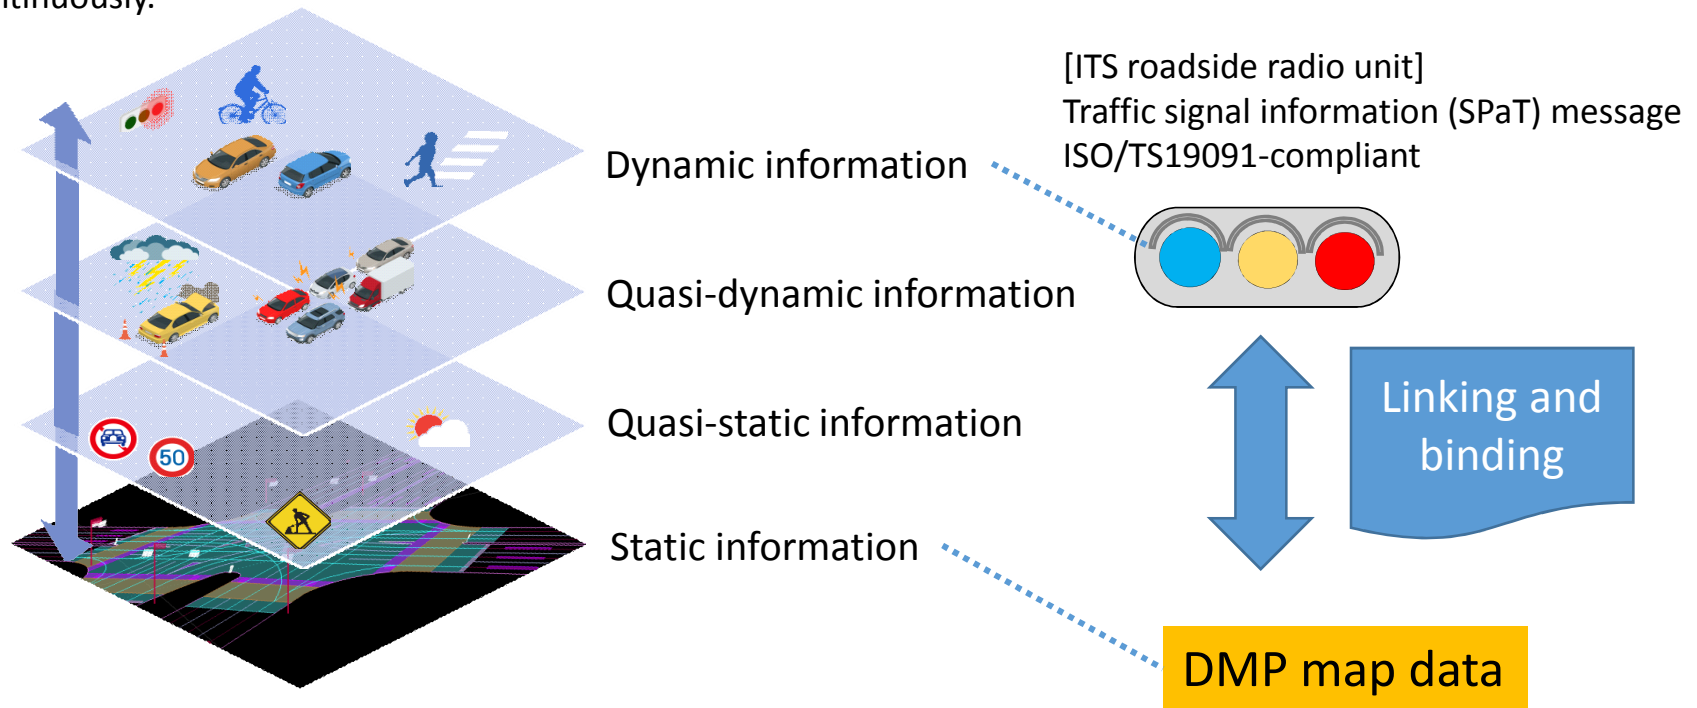 [ITS roadside radio unit]
Traffic signal information (SPaT) message
ISO/TS19091-compliant
Dynamic information
Quasi-dynamic information
Quasi-static information
50
Static information
Linking and
binding
DMP map data